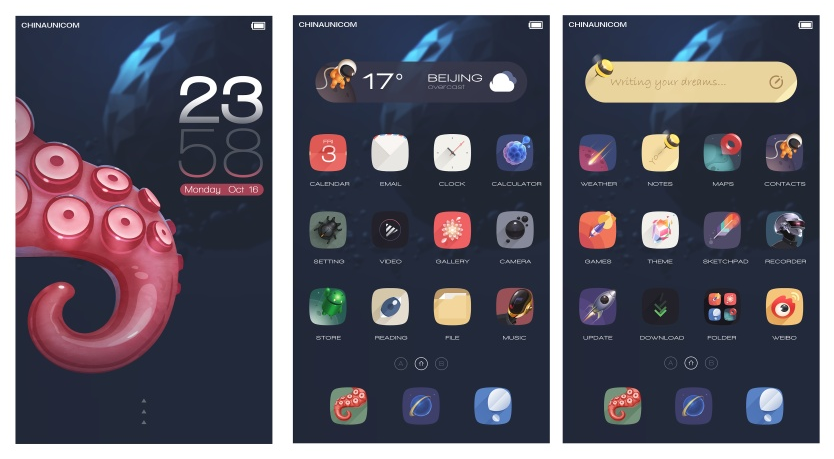 CHINAUNICOM
23
58
Monday Oct 16
CHINAUNICOM
17° BEIJING
overcast
FRI
3
CALENDAR EMAIL CLOCK CALCULATOR
SETTING VIDEO GALLERY CAMERA
STORE READING FILE MUSIC
A B
CHINAUNICOM
Writing your dreams...
WEATHER NOTES MAPS CONTACTS
GAMES THEME SKETCHPAD RECORDER
UPDATE DOWNLOAD FOLDER WEIBO
A B